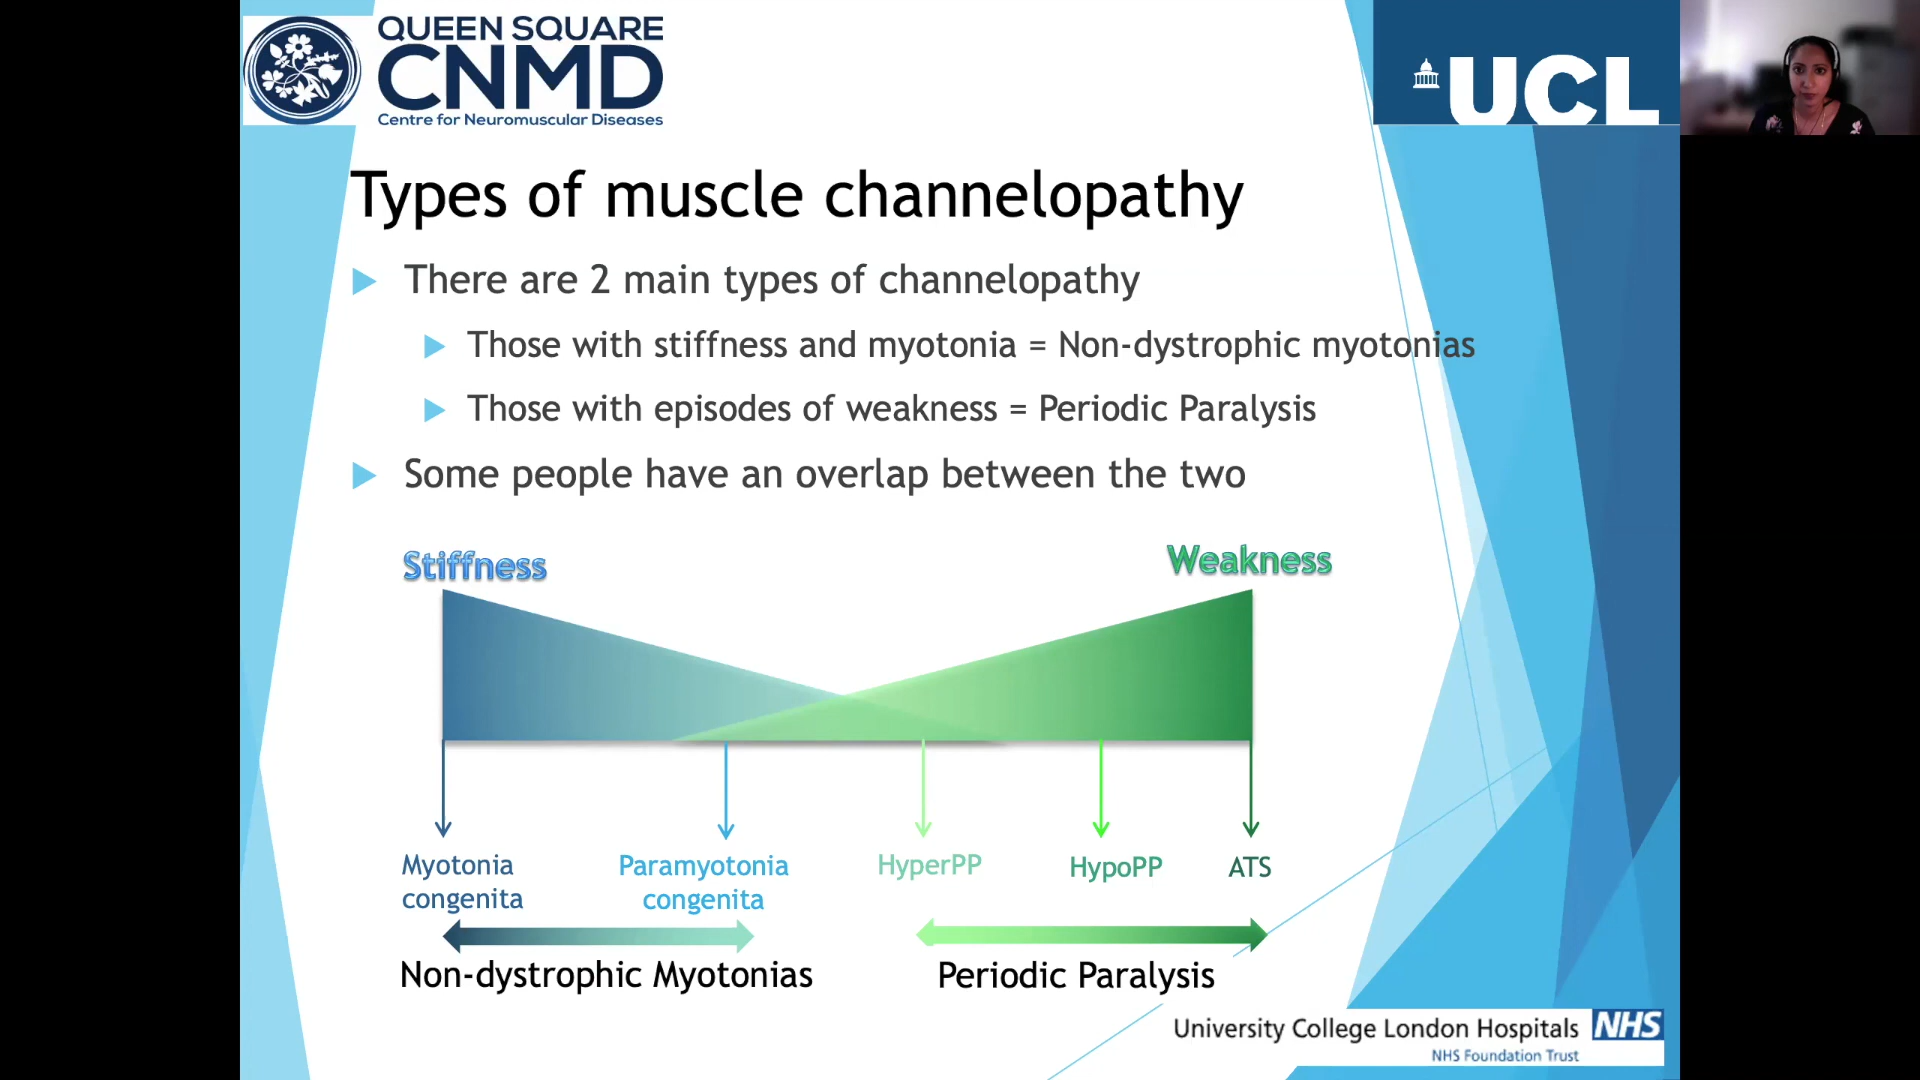 QUEEN SQUARE
CNMD
Centre for Neuromuscular Diseases
UCL
Types of muscle channelopathy
There are 2 main types of channelopathy
Those with stiffness and myotonia = Non-dystrophic myotonias
Those with episodes of weakness = Periodic Paralysis
Some people have an overlap between the two
Stiffness
Weakness
Myotonia
congenita
Paramyotonia
congenita
HyperPP
HypoPP
ATS
Non-dystrophic Myotonias
Periodic Paralysis
University College London Hospitals NHS
NHS Foundation Trust